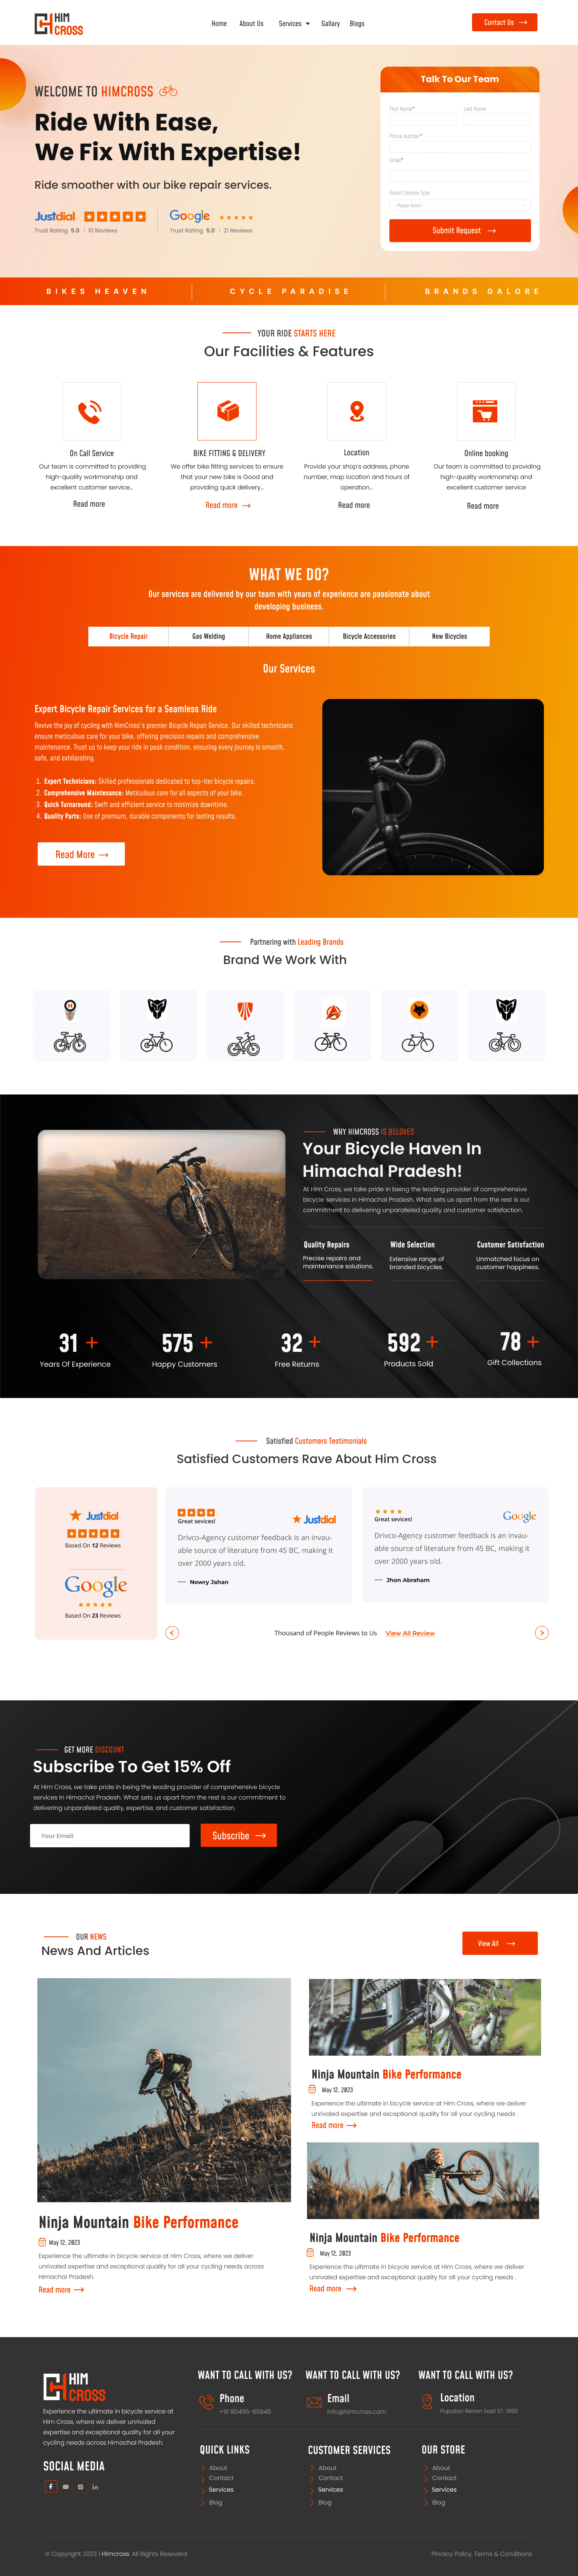 HIM
CROSS
Home
About Us
Services
Gallary
Blogs
Contact Us
WELCOME TO HIMCROSS
Ride With Ease,
We Fix With Expertise!
Ride smoother with our bike repair services.
Justdial
Trust Rating 5.0 | 10 Reviews
Google
Trust Rating 5.0 | 21 Reviews
Talk To Our Team
First Name*
Last Name
Phone Number*
Email*
Select Service Type
- Please Select -
Submit Request
BIKES HEAVEN
CYCLE PARADISE
BRANDS GALORE
YOUR RIDE STARTS HERE
Our Facilities & Features
On Call Service
Our team is committed to providing
high-quality workmanship and
excellent customer service...
Read more
BIKE FITTING & DELIVERY
We offer bike fitting services to ensure
that your new bike is Good and
providing quick delivery...
Read more
Location
Provide your shop's address, phone
number, map location and hours of
operation...
Read more
Online booking
Our team is committed to providing
high-quality workmanship and
excellent customer service
Read more
WHAT WE DO?
Our services are delivered by our team with years of experience are passionate about
developing business.
Bicycle Repair
Gas Welding
Home Appliances
Bicycle Accessories
New Bicycles
Our Services
Expert Bicycle Repair Services for a Seamless Ride
Revive the joy of cycling with HimCross's premier Bicycle Repair Service. Our skilled technicians
ensure meticulous care for your bike, offering precision repairs and comprehensive
maintenance. Trust us to keep your ride in peak condition, ensuring every journey is smooth,
safe, and exhilarating.
1. Expert Technicians: Skilled professionals dedicated to top-tier bicycle repairs.
2. Comprehensive Maintenance: Meticulous care for all aspects of your bike.
3. Quick Turnaround: Swift and efficient service to minimize downtime.
4. Quality Parts: Use of premium, durable components for lasting results.
Read More
Partnering with Leading Brands
Brand We Work With
WHY HIMCROSS IS BELOVED
Your Bicycle Haven In
Himachal Pradesh!
At Him Cross, we take pride in being the leading provider of comprehensive
bicycle services in Himachal Pradesh. What sets us apart from the rest is our
commitment to delivering unparalleled quality and customer satisfaction.
Quality Repairs
Precise repairs and
maintenance solutions.
Wide Selection
Extensive range of
branded bicycles.
Customer Satisfaction
Unmatched focus on
customer happiness.
31 +
Years Of Experience
575 +
Happy Customers
32 +
Free Returns
592 +
Products Sold
78 +
Gift Collections
Satisfied Customers Testimonials
Satisfied Customers Rave About Him Cross
Justdial
Based On 12 Reviews
Google
Based On 23 Reviews
Great sevices!
Justdial
Drivco-Agency customer feedback is an invau-
able source of literature from 45 BC, making it
over 2000 years old.
Nowry Jahan
Great sevices!
Google
Drivco-Agency customer feedback is an invau-
able source of literature from 45 BC, making it
over 2000 years old.
Jhon Abraham
Thousand of People Reviews to Us View All Review
GET MORE DISCOUNT
Subscribe To Get 15% Off
At Him Cross, we take pride in being the leading provider of comprehensive bicycle
services in Himachal Pradesh. What sets us apart from the rest is our commitment to
delivering unparalleled quality, expertise, and customer satisfaction.
Your Email
Subscribe
OUR NEWS
News And Articles
View All
Ninja Mountain Bike Performance
May 12, 2023
Experience the ultimate in bicycle service at Him Cross, where we deliver
unrivaled expertise and exceptional quality for all your cycling needs across
Himachal Pradesh.
Read more
Ninja Mountain Bike Performance
May 12, 2023
Experience the ultimate in bicycle service at Him Cross, where we deliver
unrivaled expertise and exceptional quality for all your cycling needs .
Read more
Ninja Mountain Bike Performance
May 12, 2023
Experience the ultimate in bicycle service at Him Cross, where we deliver
unrivaled expertise and exceptional quality for all your cycling needs .
Read more
HIM
CROSS
Experience the ultimate in bicycle service at
Him Cross, where we deliver unrivaled
expertise and exceptional quality for all your
cycling needs across Himachal Pradesh.
SOCIAL MEDIA
WANT TO CALL WITH US?
Phone
+91 85495-65845
WANT TO CALL WITH US?
Email
info@himcross.com
WANT TO CALL WITH US?
Location
Puputan Renon East ST. 1990
QUICK LINKS
About
Contact
Services
Blog
CUSTOMER SERVICES
About
Contact
Services
Blog
OUR STORE
About
Contact
Services
Blog
© Copyright 2023 | Himcross. All Rights Reseverd
Privacy Policy, Terms & Conditions